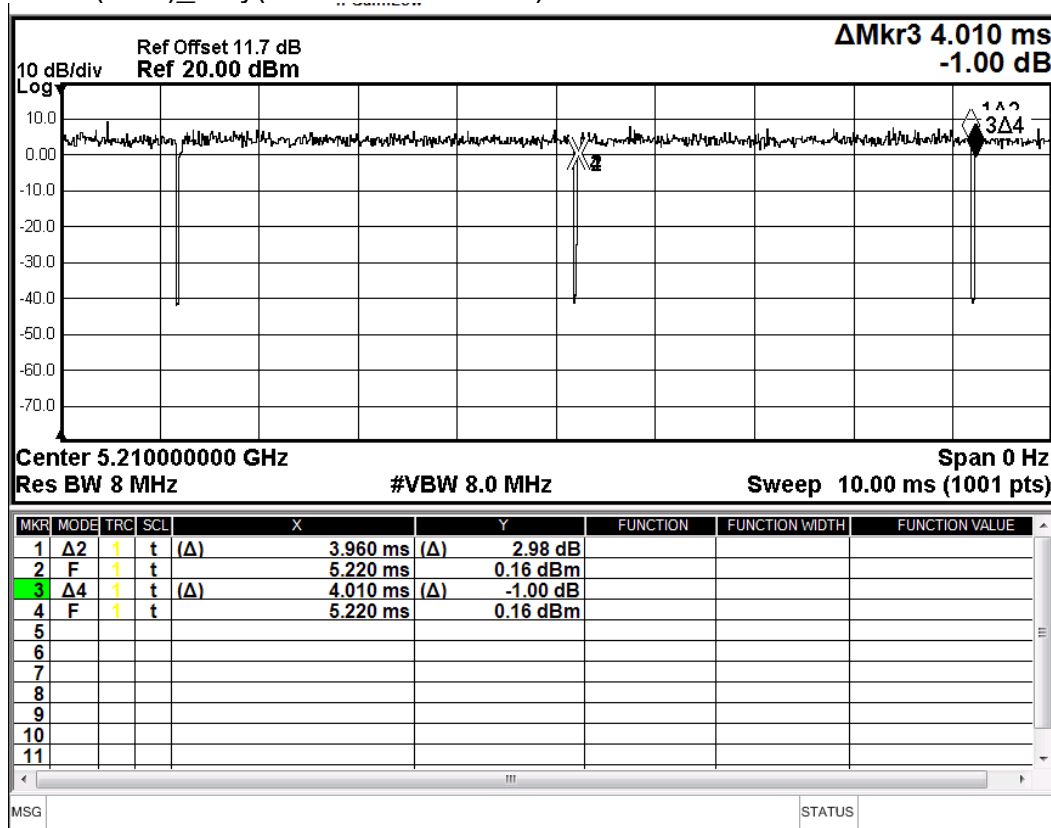 Ref Offset 11.7 dB
10 dB/div Ref 20.00 dBm
Log
ΔMkr3 4.010 ms
-1.00 dB
10.0
0.00
-10.0
-20.0
-30.0
-40.0
-50.0
-60.0
-70.0
1Δ2
3Δ4
Center 5.210000000 GHz Span 0 Hz
Res BW 8 MHz #VBW 8.0 MHz Sweep 10.00 ms (1001 pts)
MKR MODE TRC SCL X Y FUNCTION FUNCTION WIDTH FUNCTION VALUE
1 Δ2 1 t (Δ) 3.960 ms (Δ) 2.98 dB
2 F 1 t 5.220 ms 0.16 dBm
3 Δ4 1 t (Δ) 4.010 ms (Δ) -1.00 dB
4 F 1 t 5.220 ms 0.16 dBm
5
6
7
8
9
10
11
MSG STATUS